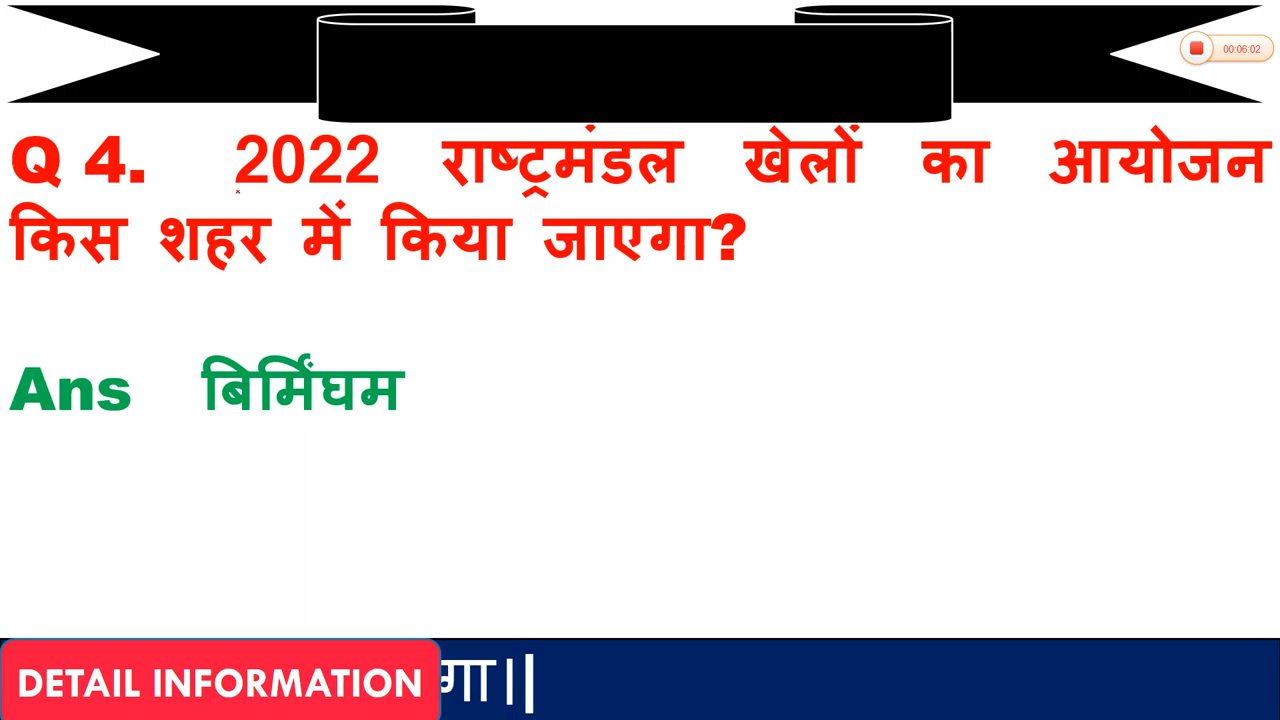 00:06:02
Q 4. 2022 राष्ट्रमंडल खेलों का आयोजन
किस शहर में किया जाएगा?
Ans बिर्मिंघम
DETAIL INFORMATION गा।|